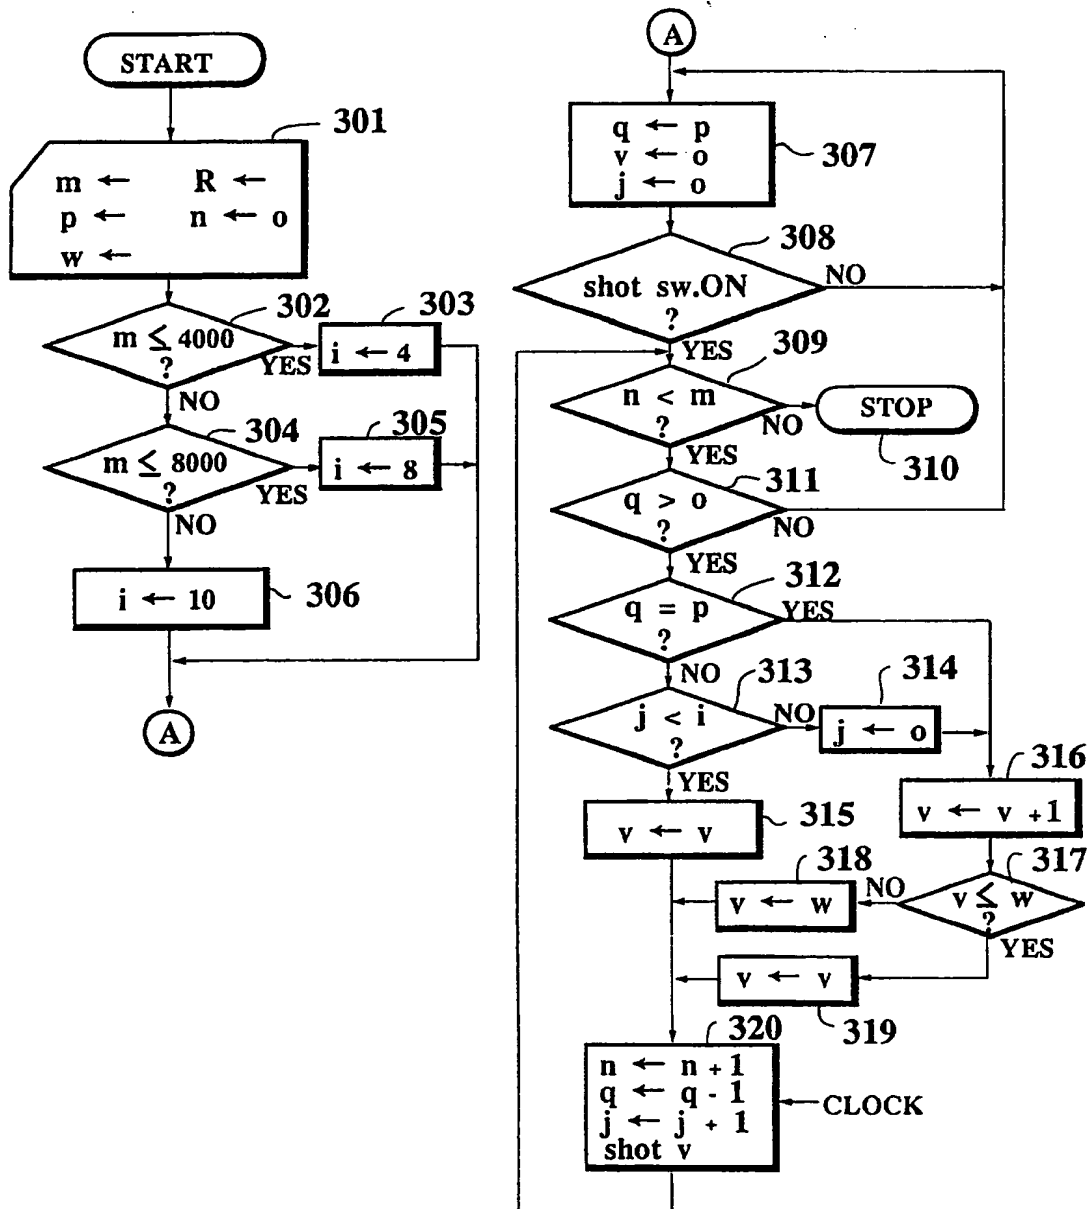 START
301
m ← R ←
p ← n ← o
w ←
302
m ≤ 4000
?
YES
NO
303
i ← 4
304
m ≤ 8000
?
YES
NO
305
i ← 8
i ← 10
306
A
A
q ← p
v ← o
j ← o
307
308
shot sw.ON
?
NO
YES
309
n < m
?
NO
YES
STOP
310
311
q > o
?
NO
YES
312
q = p
?
YES
NO
313
j < i
?
NO
YES
314
j ← o
v ← v
315
316
v ← v + 1
317
v ≤ w
?
NO
YES
318
v ← w
v ← v
319
320
n ← n + 1
q ← q - 1
j ← j + 1
shot v
CLOCK